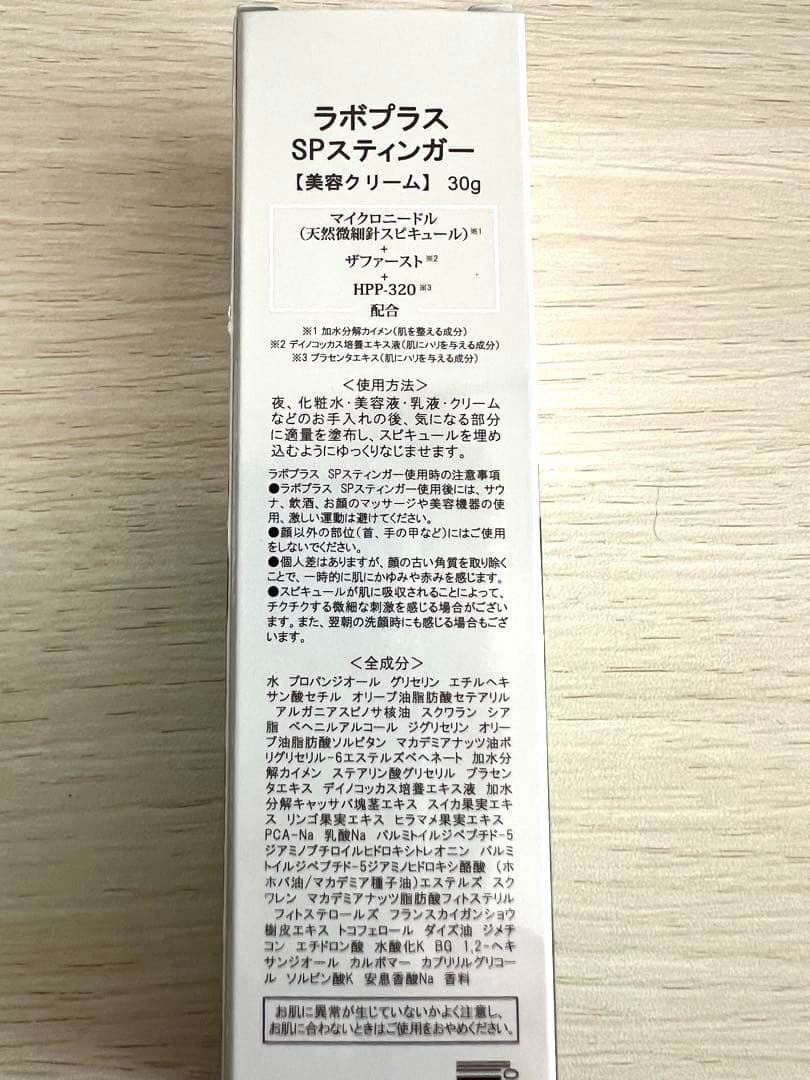 ラボプラス
SPスティンガー
【美容クリーム】 30g
マイクロニードル
(天然微細針スピキュール)※1
+
ザファースト※2
+
HPP-320※3
配合
※1 加水分解カイメン(肌を整える成分)
※2 デイノコッカス培養エキス液(肌にハリを与える成分)
※3 プラセンタエキス(肌にハリを与える成分)
＜使用方法＞
夜、化粧水・美容液・乳液・クリーム
などのお手入れの後、気になる部分
に適量を塗布し、スピキュールを埋め
込むようにゆっくりなじませます。
ラボプラス SPスティンガー使用時の注意事項
●ラボプラス SPスティンガー使用後には、サウ
ナ、飲酒、お顔のマッサージや美容機器の使
用、激しい運動は避けてください。
●顔以外の部位(首、手の甲など)にはご使用
をしないでください。
●個人差はありますが、顔の古い角質を取り除く
ことで、一時的に肌にかゆみや赤みを感じます。
●スピキュールが肌に吸収されることによって、
チクチクする微細な刺激を感じる場合がござい
ます。また、翌朝の洗顔時にも感じる場合もござ
います。
＜全成分＞
水 プロパンジオール グリセリン エチルヘキ
サン酸セチル オリーブ油脂肪酸セテアリル
アルガニアスピノサ核油 スクワラン シア
脂 ベヘニルアルコール ジグリセリン オリー
ブ油脂肪酸ソルビタン マカデミアナッツ油ポ
リグリセリル-6エステルズベヘネート 加水分
解カイメン ステアリン酸グリセリル プラセン
タエキス デイノコッカス培養エキス液 加水
分解キャッサバ塊茎エキス スイカ果実エキ
ス リンゴ果実エキス ヒラマメ果実エキス
PCA-Na 乳酸Na パルミトイルジペプチド-5
ジアミノブチロイルヒドロキシトレオニン パルミ
トイルジペプチド-5ジアミノヒドロキシ酪酸 (ホ
ホバ油/マカデミア種子油)エステルズ スク
ワレン マカデミアナッツ脂肪酸フィトステリル
フィトステロールズ フランスカイガンショウ
樹皮エキス トコフェロール ダイズ油 ジメチ
コン エチドロン酸 水酸化K BG 1,2-ヘキ
サンジオール カルボマー カプリリルグリコー
ル ソルビン酸K 安息香酸Na 香料
お肌に異常が生じていないかよく注意し、
お肌に合わないときはご使用をおやめください。